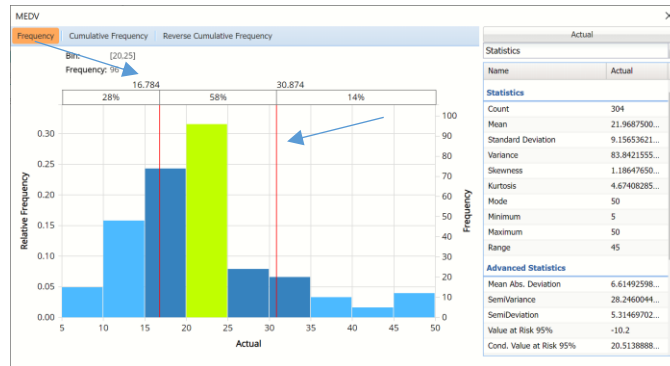 MEDV
Frequency Cumulative Frequency Reverse Cumulative Frequency
Bin: [20,25]
Frequency: 96
16.784 30.874
28% 58% 14%
Relative Frequency
0.30
0.25
0.20
0.15
0.10
0.05
0.00
5 10 15 20 25 30 35 40 45 50
Actual
100
90
80
70
60
50
40
30
20
10
0
Frequency
Actual
Statistics
Name Actual
Statistics
Count 304
Mean 21.9687500...
Standard Deviation 9.15653621...
Variance 83.8421555...
Skewness 1.18647650...
Kurtosis 4.67408285...
Mode 50
Minimum 5
Maximum 50
Range 45
Advanced Statistics
Mean Abs. Deviation 6.61492598...
SemiVariance 28.2460044...
SemiDeviation 5.31469702...
Value at Risk 95% -10.2
Cond. Value at Risk 95% 20.5138888...